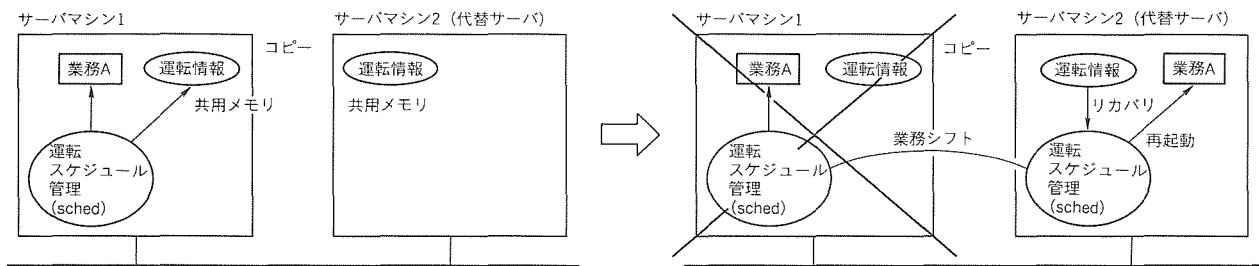 サーバマシン1
サーバマシン2（代替サーバ）
コピー
業務A
運転情報
運転情報
共用メモリ
共用メモリ
運転
スケジュール
管理
(sched)
サーバマシン1
サーバマシン2（代替サーバ）
コピー
業務A
運転情報
運転情報
業務A
リカバリ
業務シフト
再起動
運転
スケジュール
管理
(sched)
運転
スケジュール
管理
(sched)